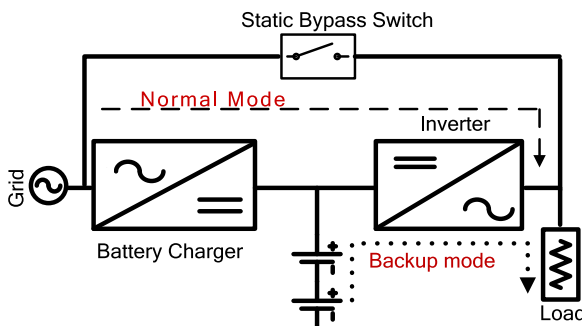 Static Bypass Switch
Normal Mode
Inverter
Grid
Battery Charger
Backup mode
Load